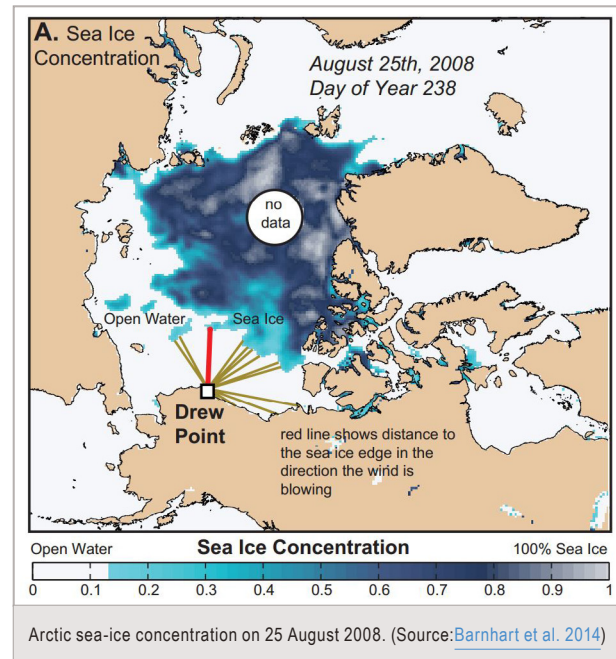 A. Sea Ice
Concentration
August 25th, 2008
Day of Year 238
no
data
Open Water
Sea Ice
Drew
Point
red line shows distance to
the sea ice edge in the
direction the wind is
blowing
Open Water
Sea Ice Concentration
100% Sea Ice
0 0.1 0.2 0.3 0.4 0.5 0.6 0.7 0.8 0.9 1
Arctic sea-ice concentration on 25 August 2008. (Source:Barnhart et al. 2014)